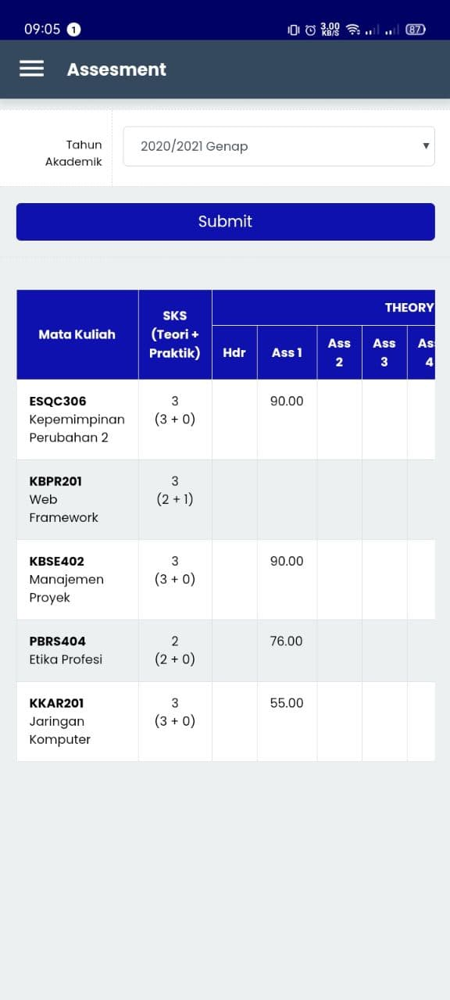 09:05 1 3.00 KB/S 87
Assesment
Tahun
Akademik
2020/2021 Genap
Submit
Mata Kuliah
SKS
(Teori +
Praktik)
THEORY
Hdr
Ass 1
Ass
2
Ass
3
As
4
ESQC306
Kepemimpinan
Perubahan 2
3
(3 + 0)
90.00
KBPR201
Web
Framework
3
(2 + 1)
KBSE402
Manajemen
Proyek
3
(3 + 0)
90.00
PBRS404
Etika Profesi
2
(2 + 0)
76.00
KKAR201
Jaringan
Komputer
3
(3 + 0)
55.00